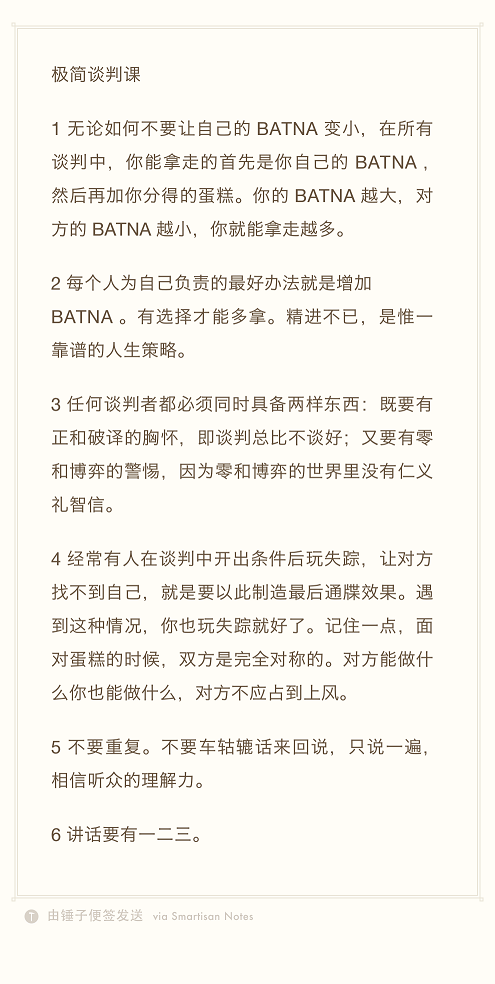 极简谈判课
1 无论如何不要让自己的 BATNA 变小，在所有
谈判中，你能拿走的首先是你自己的 BATNA ，
然后再加你分得的蛋糕。你的 BATNA 越大，对
方的 BATNA 越小，你就能拿走越多。
2 每个人为自己负责的最好办法就是增加
BATNA 。有选择才能多拿。精进不已，是惟一
靠谱的人生策略。
3 任何谈判者都必须同时具备两样东西：既要有
正和破译的胸怀，即谈判总比不谈好；又要有零
和博弈的警惕，因为零和博弈的世界里没有仁义
礼智信。
4 经常有人在谈判中开出条件后玩失踪，让对方
找不到自己，就是要以此制造最后通牒效果。遇
到这种情况，你也玩失踪就好了。记住一点，面
对蛋糕的时候，双方是完全对称的。对方能做什
么你也能做什么，对方不应占到上风。
5 不要重复。不要车轱辘话来回说，只说一遍，
相信听众的理解力。
6 讲话要有一二三。
T 由锤子便签发送 via Smartisan Notes